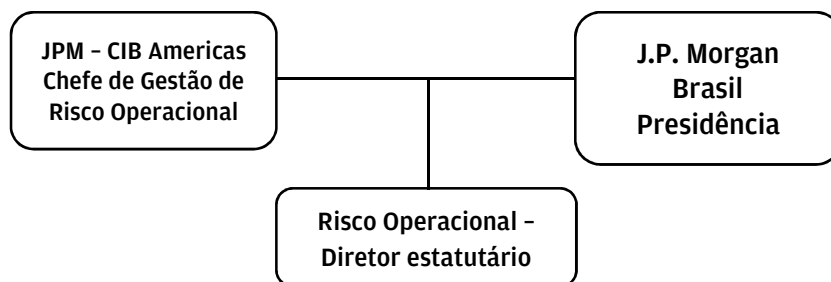 JPM – CIB Americas
Chefe de Gestão de
Risco Operacional
J.P. Morgan
Brasil
Presidência
Risco Operacional –
Diretor estatutário